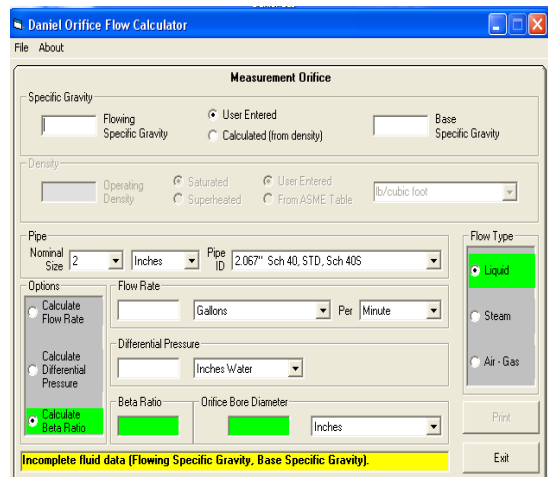 Daniel Orifice Flow Calculator
File About
Measurement Orifice
Specific Gravity
Flowing Specific Gravity
User Entered
Calculated (from density)
Base Specific Gravity
Density
Operating Density
Saturated
Superheated
User Entered
From ASME Table
lb/cubic foot
Pipe
Nominal Size
2
Inches
Pipe ID
2.067" Sch 40, STD, Sch 40S
Flow Type
Liquid
Steam
Air - Gas
Options
Calculate Flow Rate
Calculate Differential Pressure
Calculate Beta Ratio
Flow Rate
Gallons
Per
Minute
Differential Pressure
Inches Water
Beta Ratio
Orifice Bore Diameter
Inches
Print
Exit
Incomplete fluid data (Flowing Specific Gravity, Base Specific Gravity).